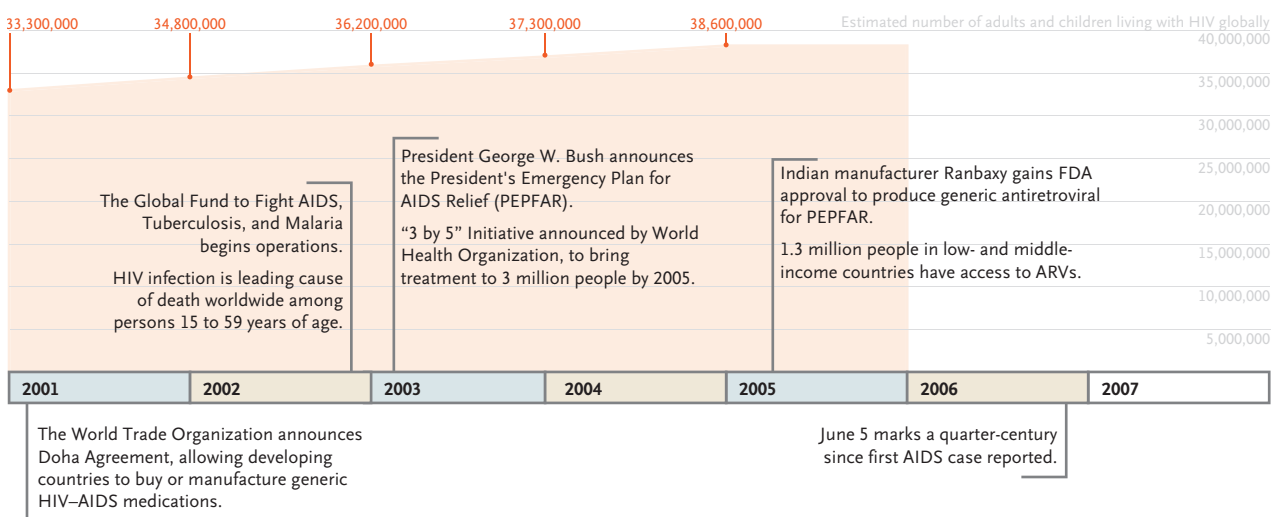 33,300,000
34,800,000
36,200,000
37,300,000
38,600,000
Estimated number of adults and children living with HIV globally
40,000,000
35,000,000
30,000,000
25,000,000
20,000,000
15,000,000
10,000,000
5,000,000
The Global Fund to Fight AIDS,
Tuberculosis, and Malaria
begins operations.
HIV infection is leading cause
of death worldwide among
persons 15 to 59 years of age.
President George W. Bush announces
the President's Emergency Plan for
AIDS Relief (PEPFAR).
“3 by 5” Initiative announced by World
Health Organization, to bring
treatment to 3 million people by 2005.
Indian manufacturer Ranbaxy gains FDA
approval to produce generic antiretroviral
for PEPFAR.
1.3 million people in low- and middle-
income countries have access to ARVs.
2001
2002
2003
2004
2005
2006
2007
The World Trade Organization announces
Doha Agreement, allowing developing
countries to buy or manufacture generic
HIV–AIDS medications.
June 5 marks a quarter-century
since first AIDS case reported.